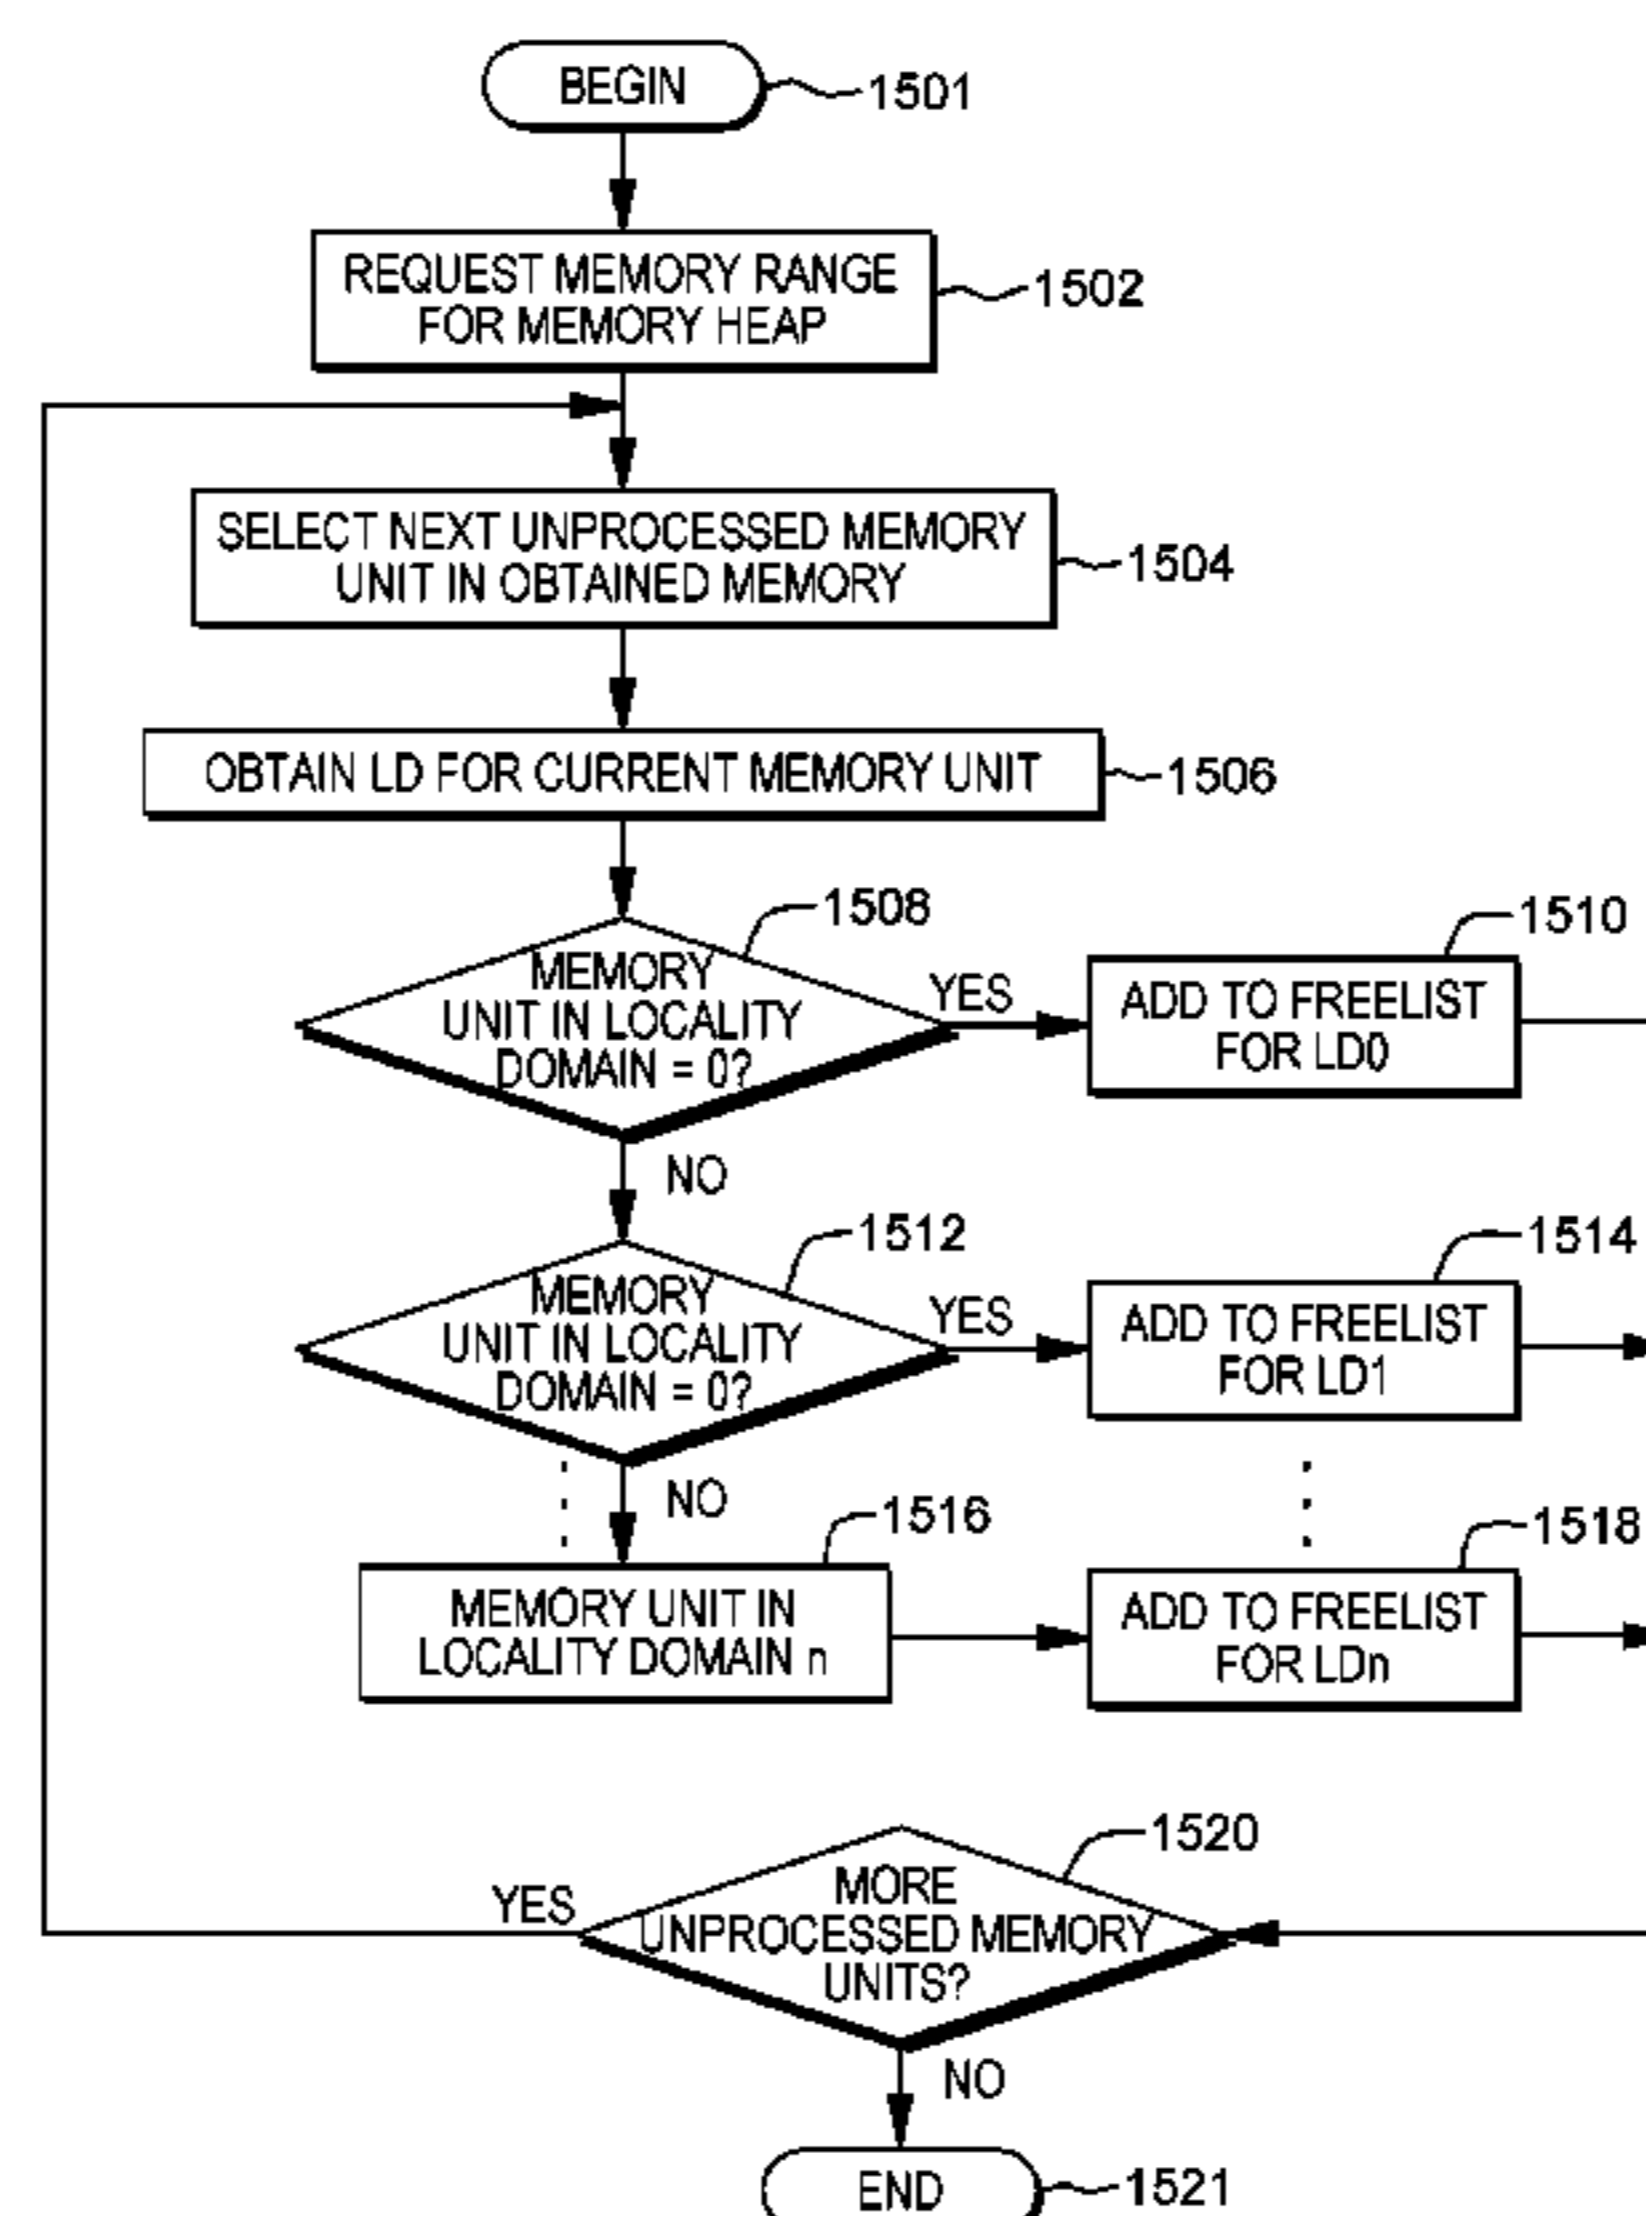 BEGIN
1501
REQUEST MEMORY RANGE
FOR MEMORY HEAP
1502
SELECT NEXT UNPROCESSED MEMORY
UNIT IN OBTAINED MEMORY
1504
OBTAIN LD FOR CURRENT MEMORY UNIT
1506
1508
MEMORY
UNIT IN LOCALITY
DOMAIN = 0?
YES
1510
ADD TO FREELIST
FOR LD0
NO
1512
MEMORY
UNIT IN LOCALITY
DOMAIN = 0?
YES
1514
ADD TO FREELIST
FOR LD1
NO
1516
MEMORY UNIT IN
LOCALITY DOMAIN n
1518
ADD TO FREELIST
FOR LDn
1520
MORE
UNPROCESSED MEMORY
UNITS?
YES
NO
END
1521